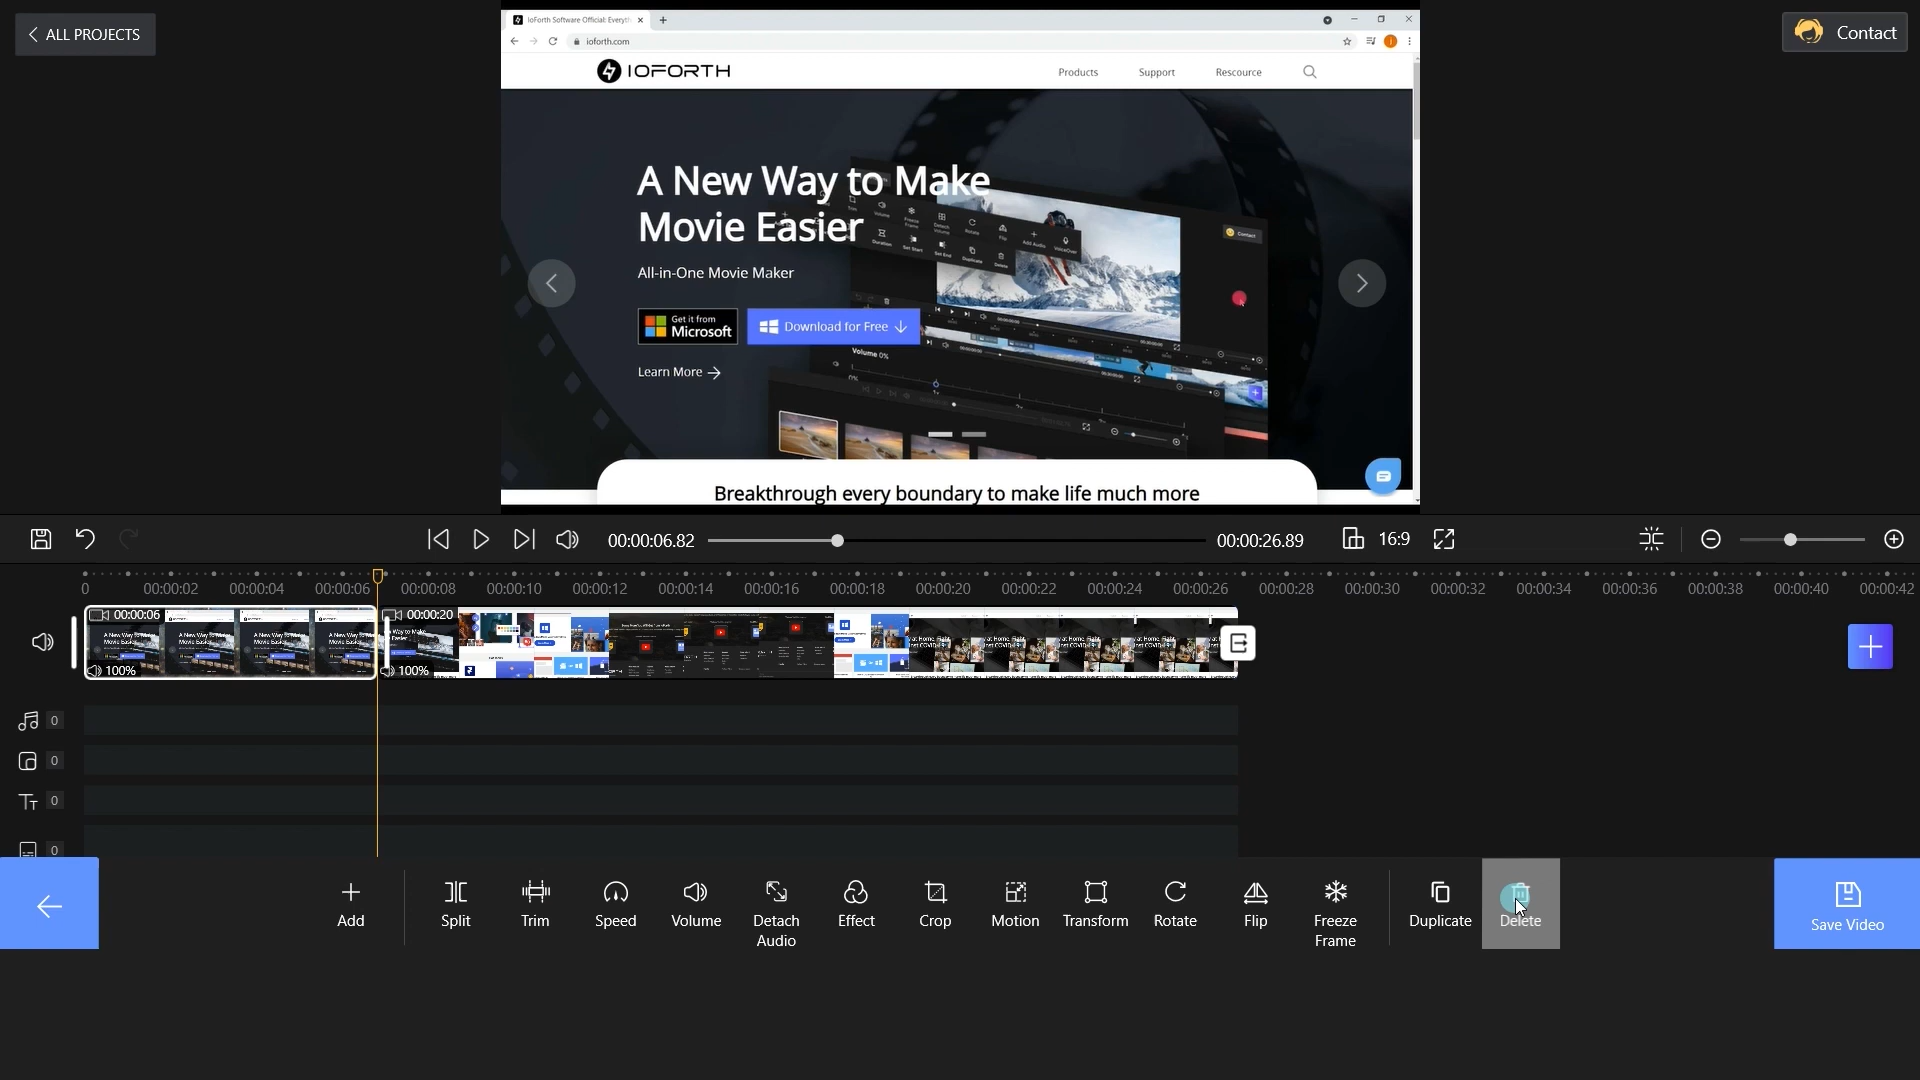 ALL PROJECTS
IoForth Software Official: Everyth
ioforth.com
IOFORTH
Products Support Rescource
Contact
A New Way to Make
Movie Easier
All-in-One Movie Maker
Get it from
Microsoft
Download for Free
Learn More
Volume 0%
Contact
Breakthrough every boundary to make life much more
00:00:06.82
00:00:26.89
16:9
0 00:00:02 00:00:04 00:00:06 00:00:08 00:00:10 00:00:12 00:00:14 00:00:16 00:00:18 00:00:20 00:00:22 00:00:24 00:00:26 00:00:28 00:00:30 00:00:32 00:00:34 00:00:36 00:00:38 00:00:40 00:00:42
00:00:06
00:00:20
100%
100%
0
0
0
0
Add
Split
Trim
Speed
Volume
Detach
Audio
Effect
Crop
Motion
Transform
Rotate
Flip
Freeze
Frame
Duplicate
Delete
Save Video